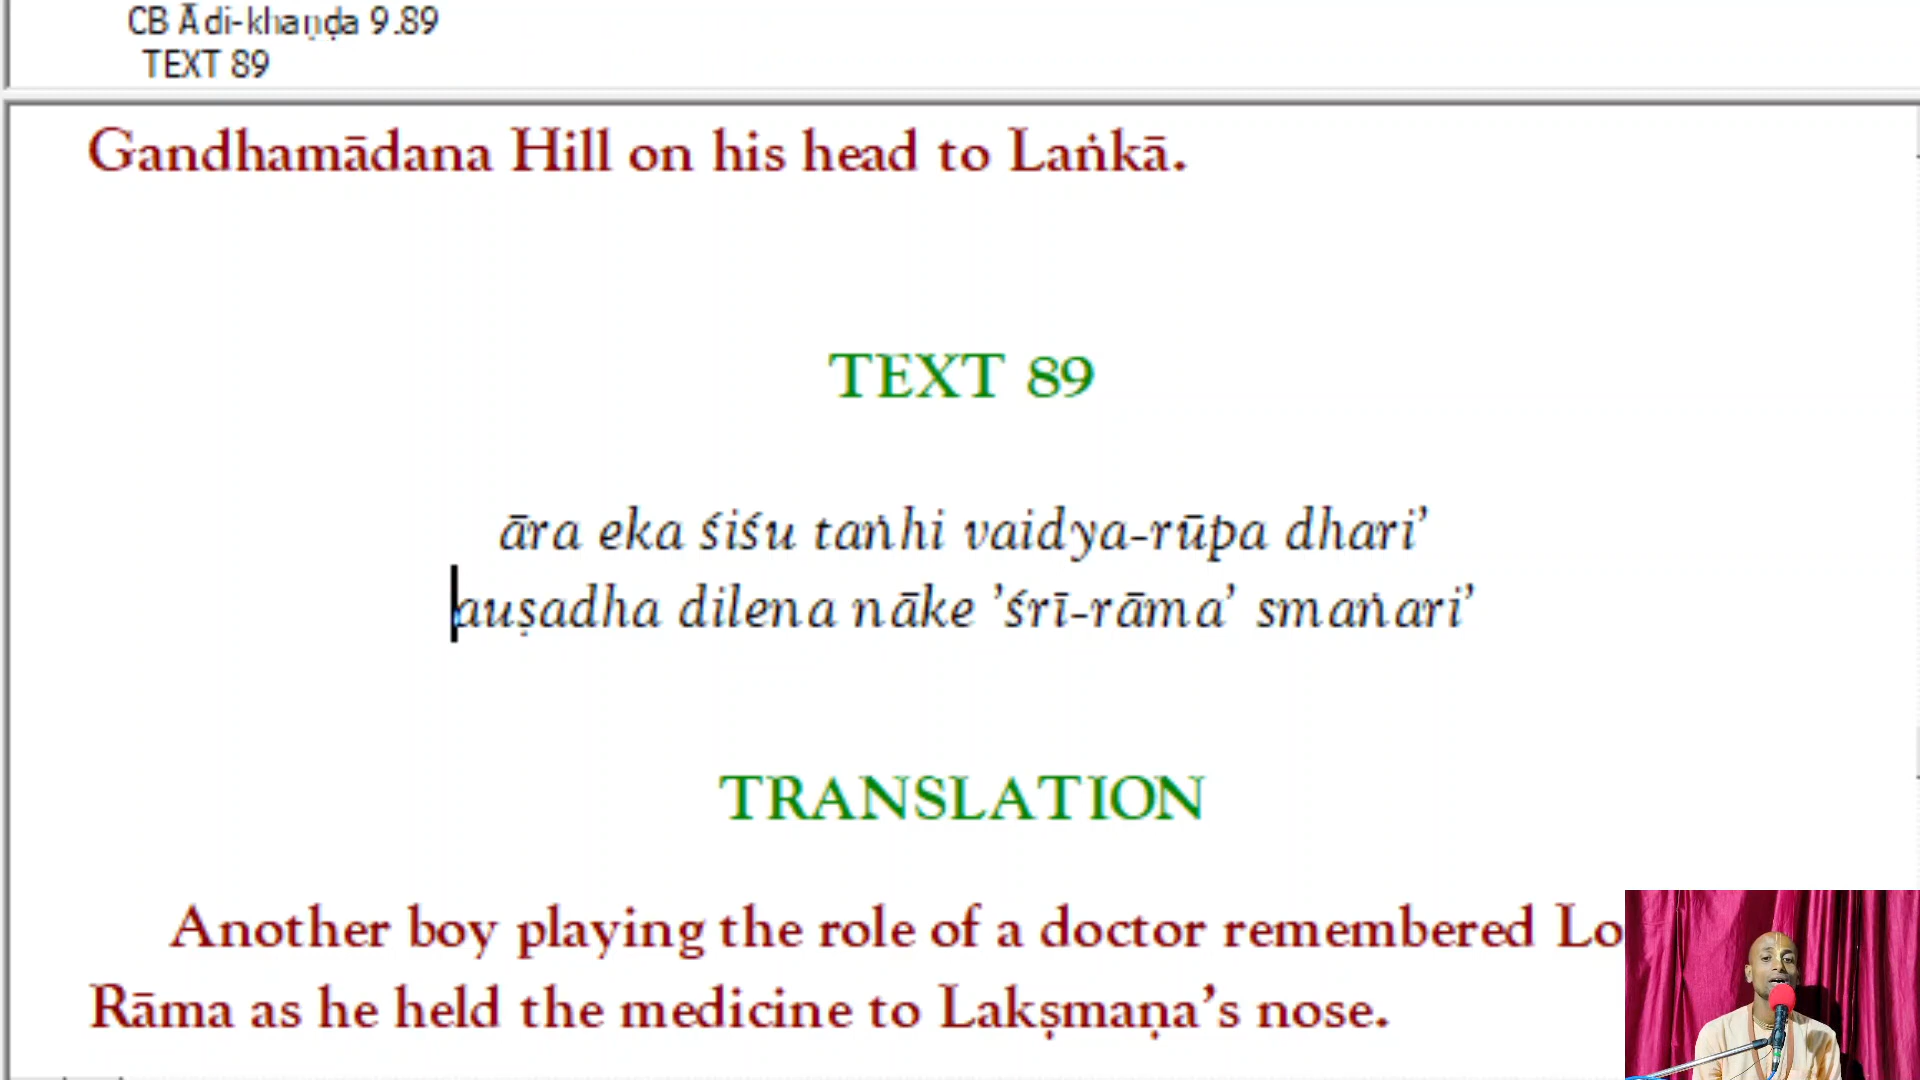 CB Ādi-khaṇḍa 9.89
TEXT 89
Gandhamādana Hill on his head to Laṅkā.
TEXT 89
āra eka śiśu taṅhi vaidya-rūpa dhari’
auṣadha dilena nāke ’śrī-rāma’ smaṅari’
TRANSLATION
Another boy playing the role of a doctor remembered Lo
Rāma as he held the medicine to Lakṣmaṇa’s nose.